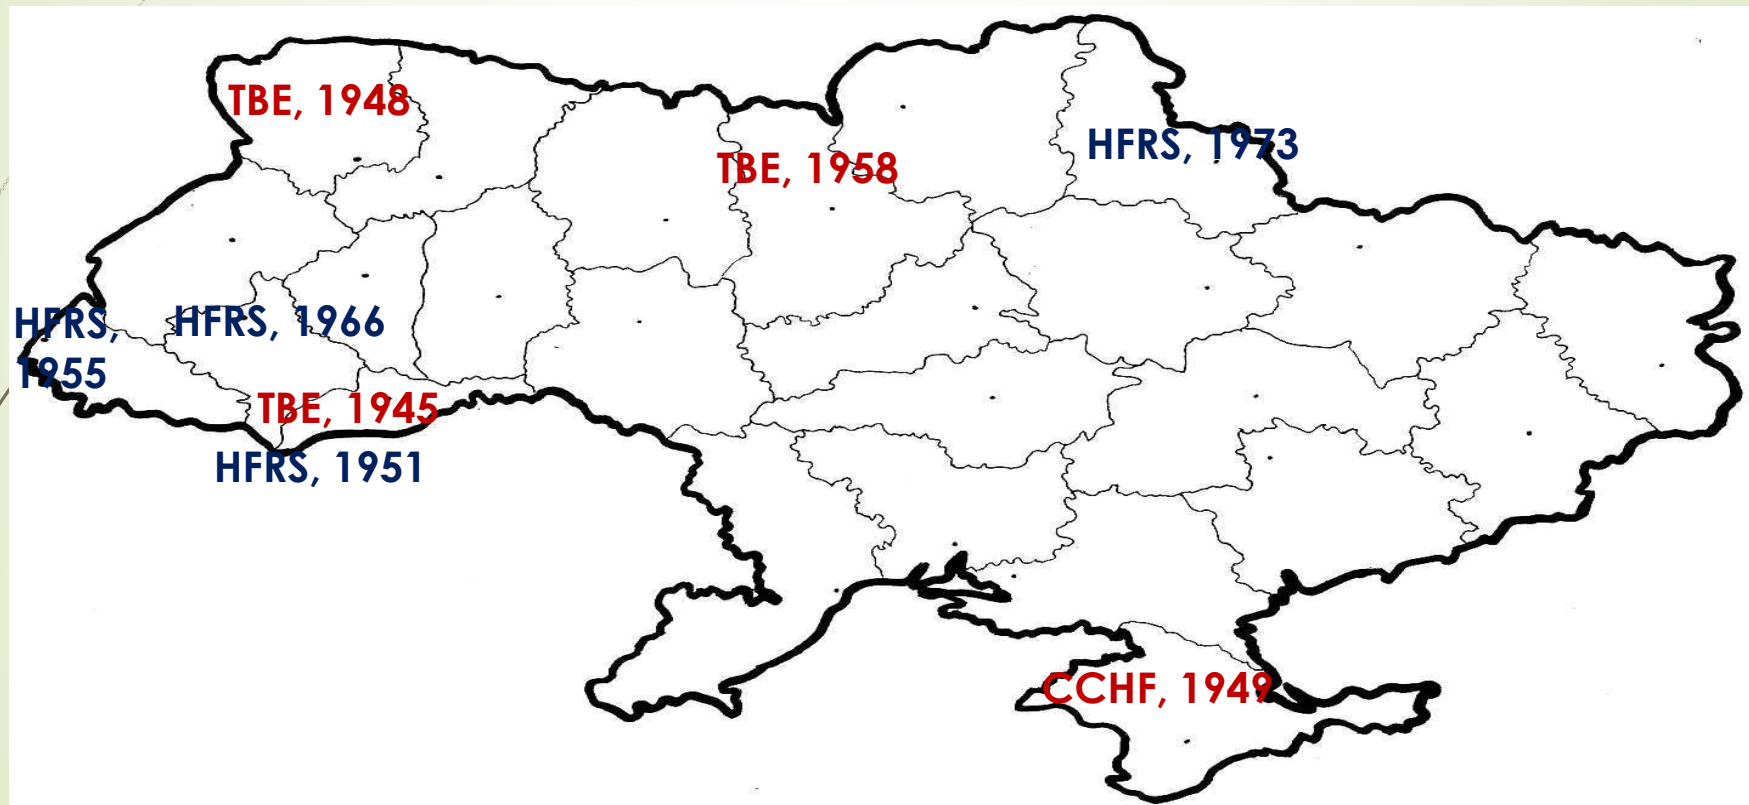 TBE, 1948
HFRS, 1973
TBE, 1958
HFRS, 1966
HFRS,
1955
TBE, 1945
HFRS, 1951
CCHF, 1949